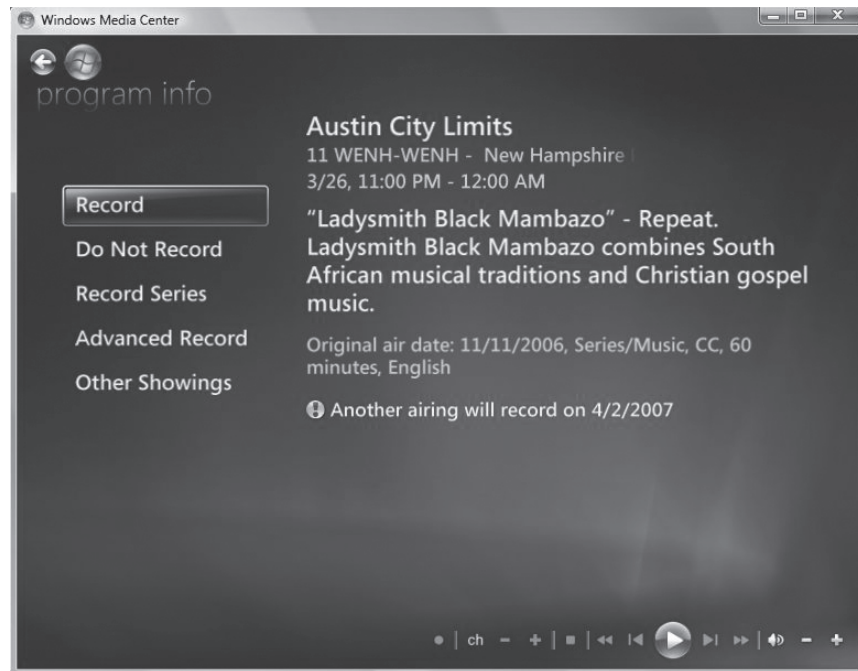 Windows Media Center
program info
Austin City Limits
11 WENH-WENH - New Hampshire
3/26, 11:00 PM - 12:00 AM
Record
Do Not Record
Record Series
Advanced Record
Other Showings
“Ladysmith Black Mambazo” - Repeat.
Ladysmith Black Mambazo combines South
African musical traditions and Christian gospel
music.
Original air date: 11/11/2006, Series/Music, CC, 60
minutes, English
Another airing will record on 4/2/2007
ch